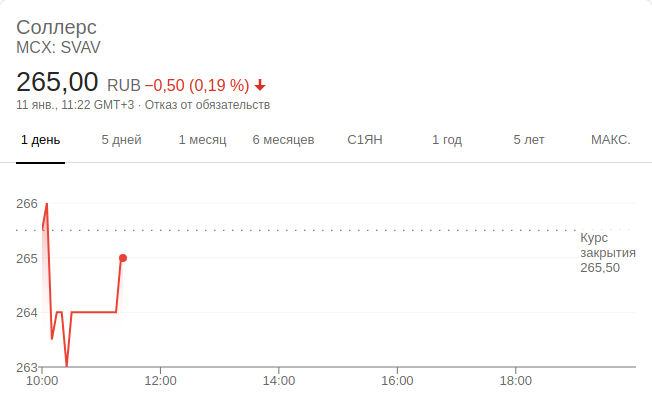 Соллерс
MCX: SVAV
265,00 RUB −0,50 (0,19 %)
11 янв., 11:22 GMT+3 · Отказ от обязательств
1 день 5 дней 1 месяц 6 месяцев С1ЯН 1 год 5 лет МАКС.
266
Курс
закрытия
265,50
265
264
263
10:00 12:00 14:00 16:00 18:00